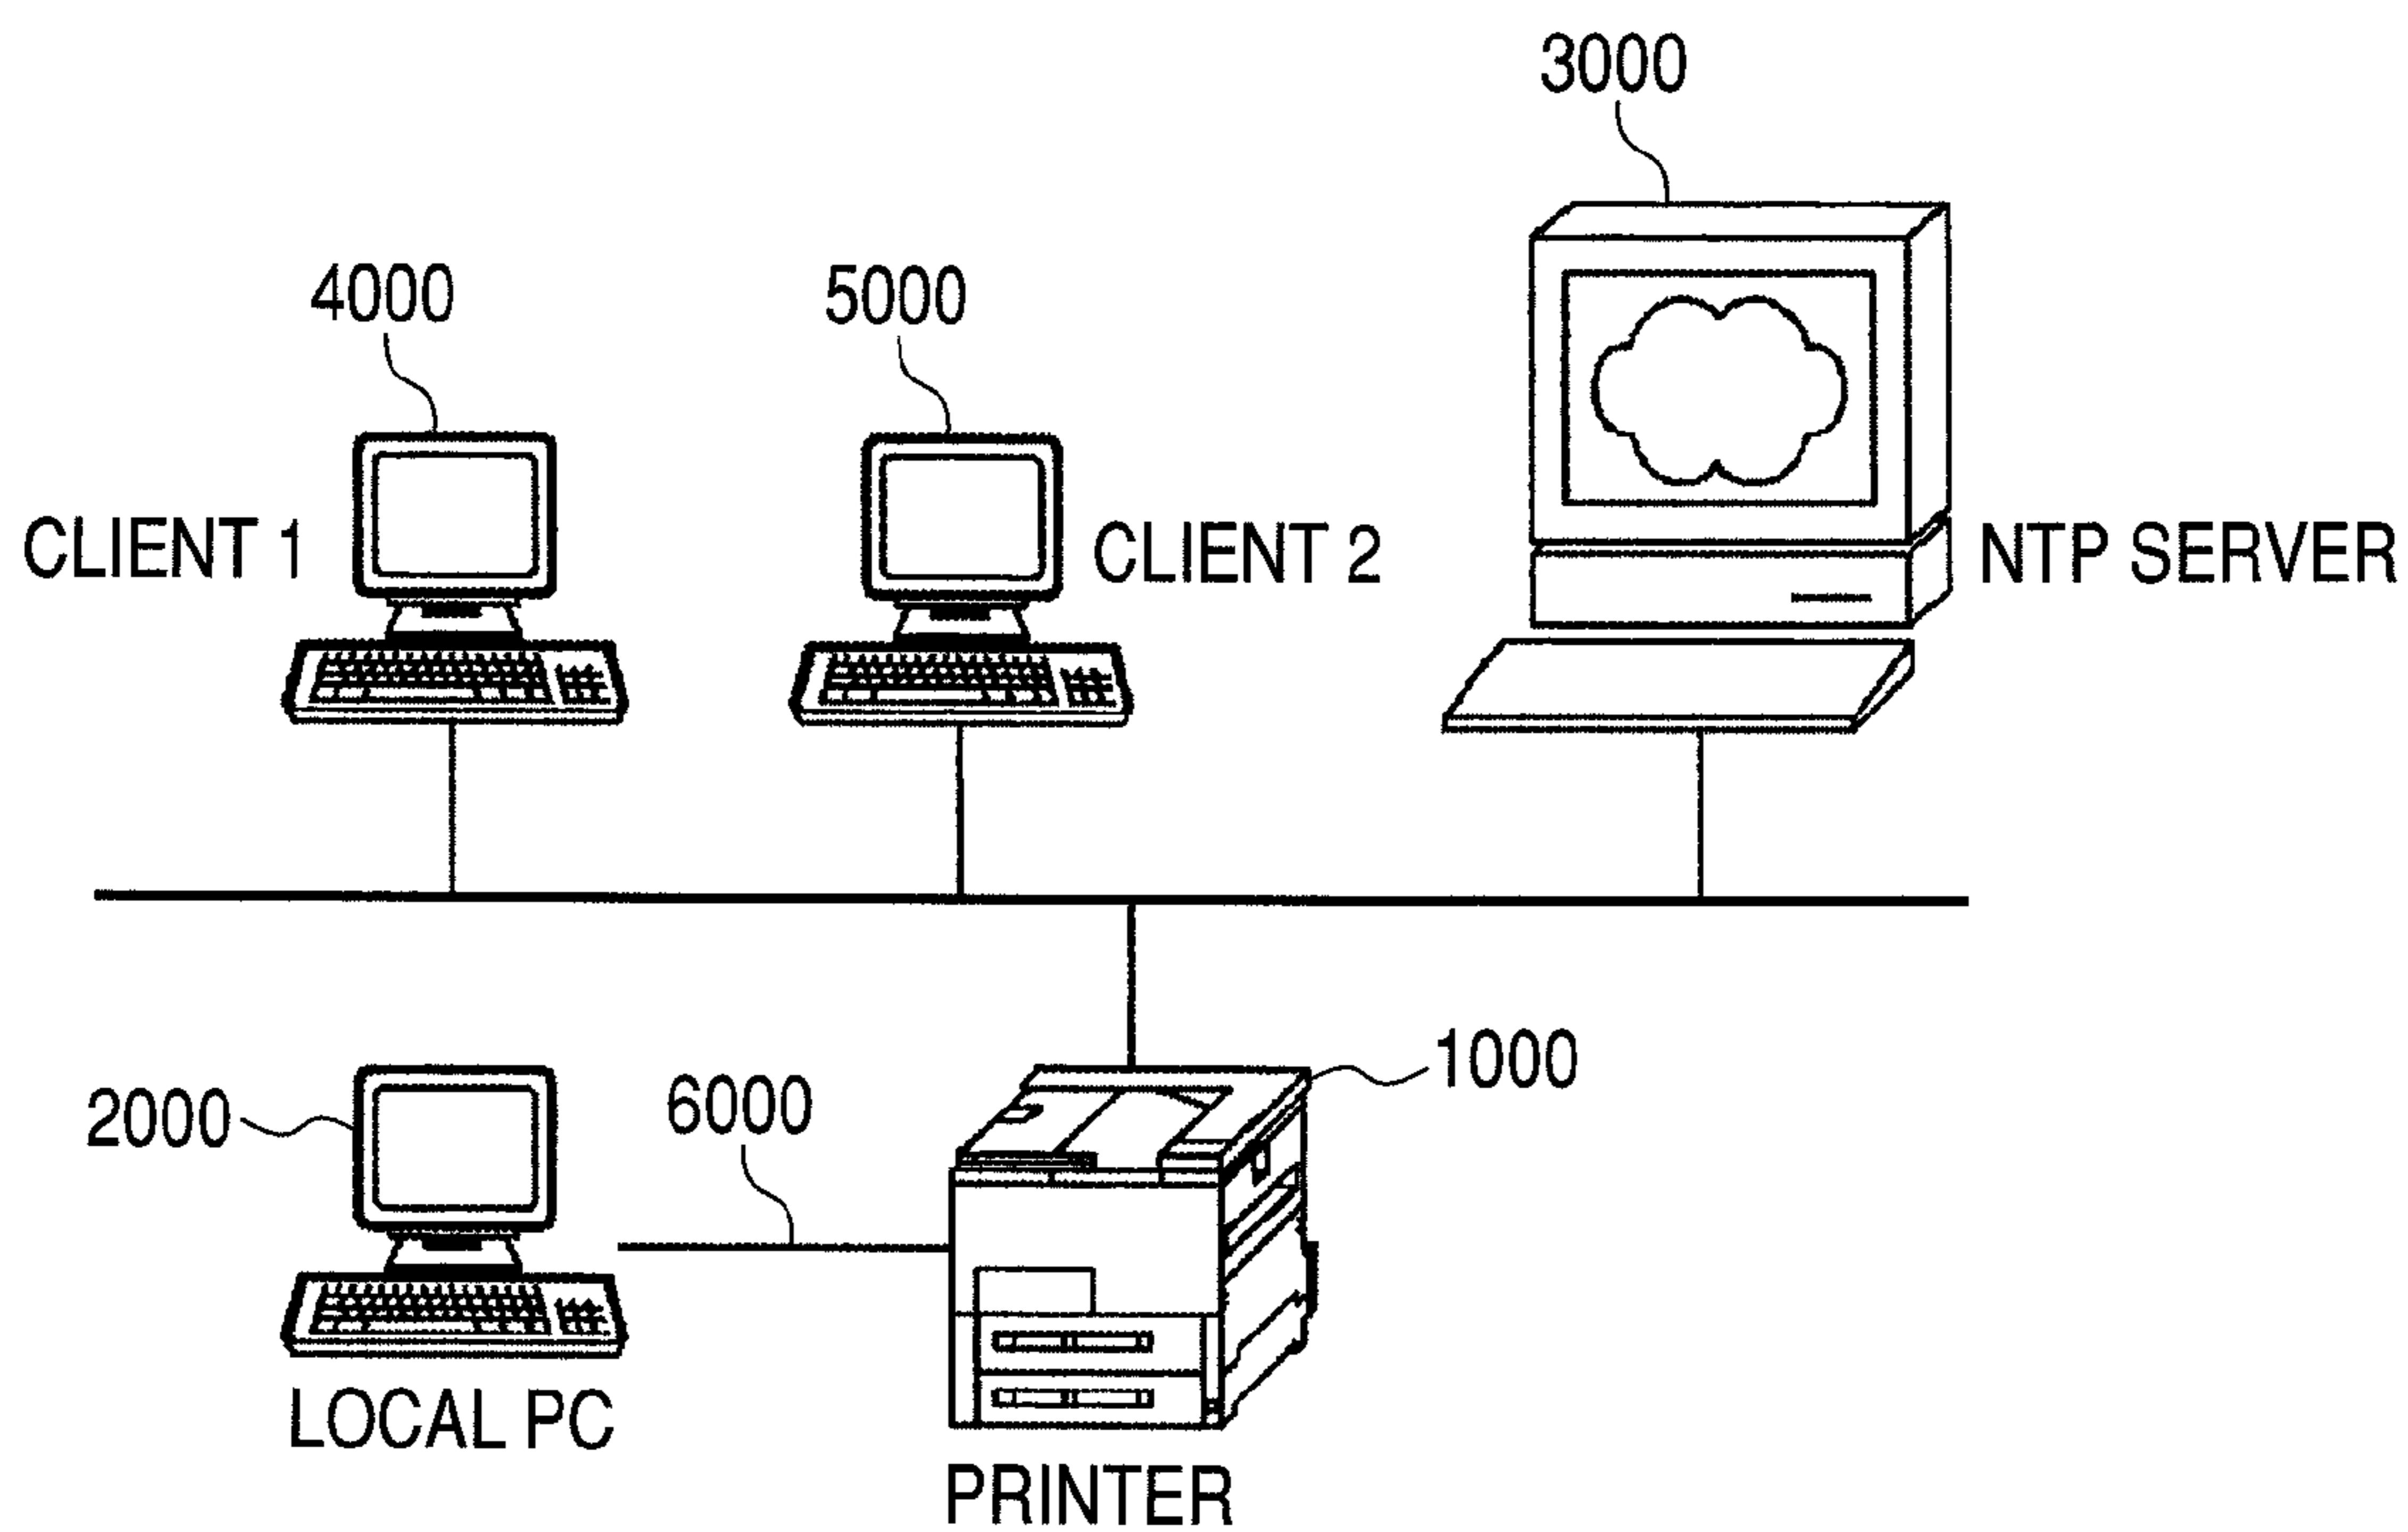 3000
4000
5000
CLIENT 1
CLIENT 2
NTP SERVER
1000
2000
6000
LOCAL PC
PRINTER